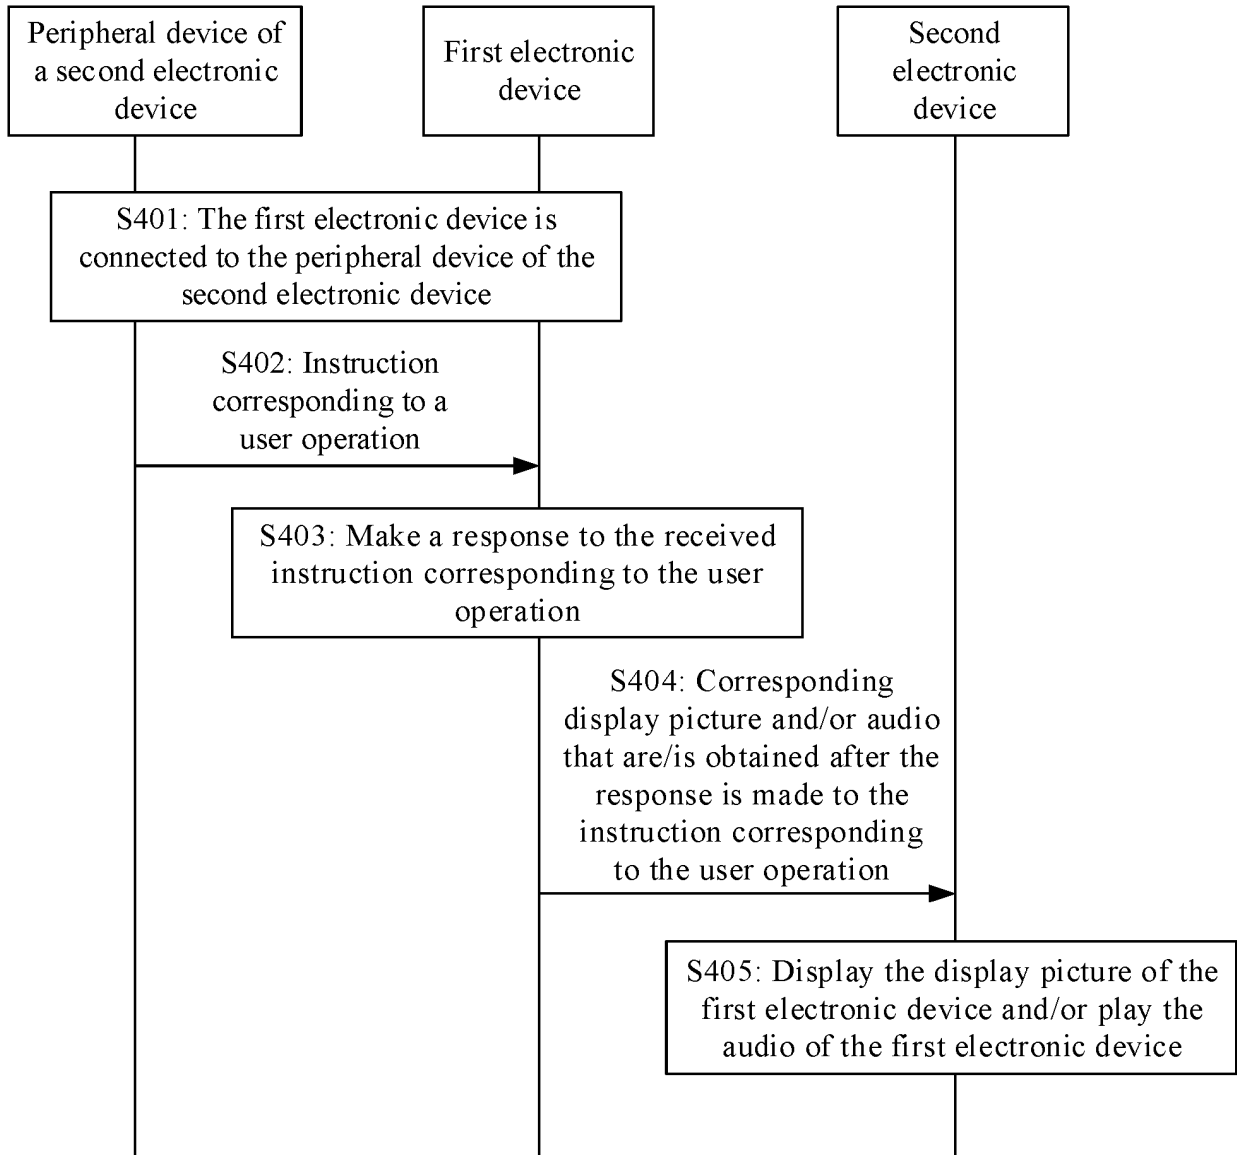 Peripheral device of
a second electronic
device
First electronic
device
Second
electronic
device
S401: The first electronic device is
connected to the peripheral device of the
second electronic device
S402: Instruction
corresponding to a
user operation
S403: Make a response to the received
instruction corresponding to the user
operation
S404: Corresponding
display picture and/or audio
that are/is obtained after the
response is made to the
instruction corresponding
to the user operation
S405: Display the display picture of the
first electronic device and/or play the
audio of the first electronic device